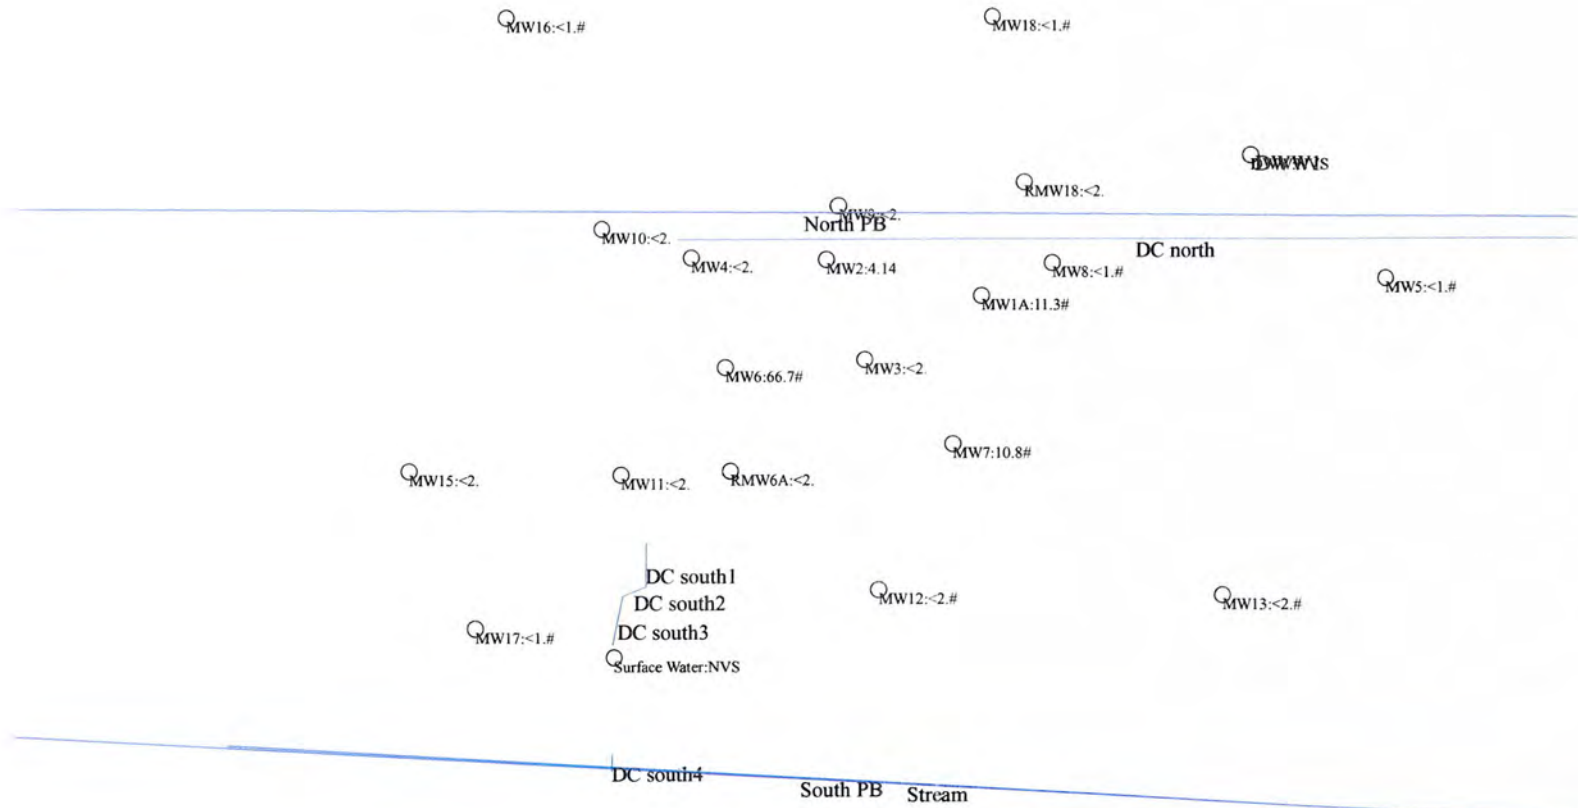 MW16:<1.#
MW18:<1.#
RMW18:<2.
MW9:<2.
North PB
MW10:<2.
DC north
MW4:<2.
MW2:4.14
MW8:<1.#
MW5:<1.#
MW1A:11.3#
MW3:<2.
MW6:66.7#
MW7:10.8#
MW15:<2.
MW11:<2.
RMW6A:<2.
DC south1
MW12:<2.#
DC south2
MW13:<2.#
DC south3
MW17:<1.#
Surface Water:NVS
DC south4
South PB
Stream